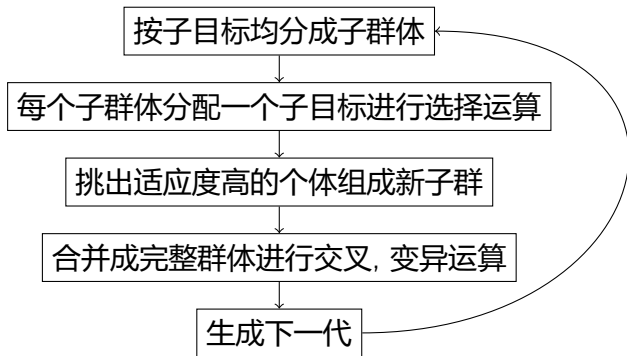 按子目标均分成子群体
每个子群体分配一个子目标进行选择运算
挑出适应度高的个体组成新子群
合并成完整群体进行交叉, 变异运算
生成下一代